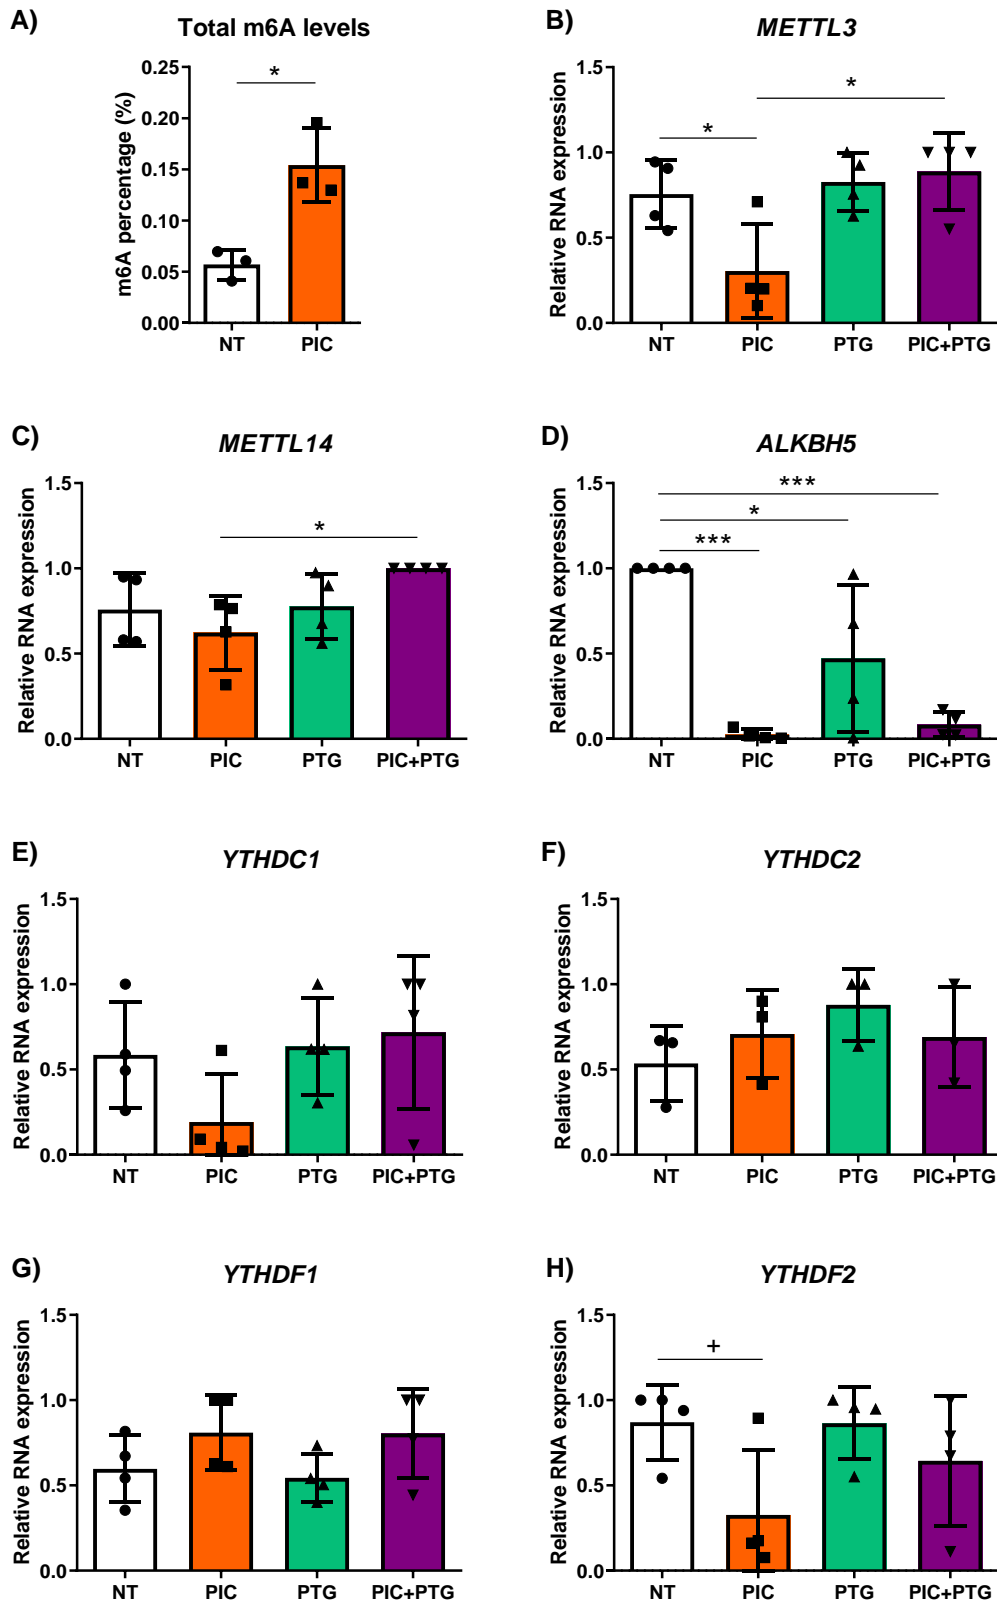 A)
Total m6A levels
m6A percentage (%)
0.25
0.20
0.15
0.10
0.05
0.00
*
NT
PIC
B)
METTL3
Relative RNA expression
1.5
1.0
0.5
0.0
*
*
NT
PIC
PTG
PIC+PTG
C)
METTL14
Relative RNA expression
1.5
1.0
0.5
0.0
*
NT
PIC
PTG
PIC+PTG
D)
ALKBH5
Relative RNA expression
1.5
1.0
0.5
0.0
***
*
***
NT
PIC
PTG
PIC+PTG
E)
YTHDC1
Relative RNA expression
1.5
1.0
0.5
0.0
NT
PIC
PTG
PIC+PTG
F)
YTHDC2
Relative RNA expression
1.5
1.0
0.5
0.0
NT
PIC
PTG
PIC+PTG
G)
YTHDF1
Relative RNA expression
1.5
1.0
0.5
0.0
NT
PIC
PTG
PIC+PTG
H)
YTHDF2
Relative RNA expression
1.5
1.0
0.5
0.0
+
NT
PIC
PTG
PIC+PTG